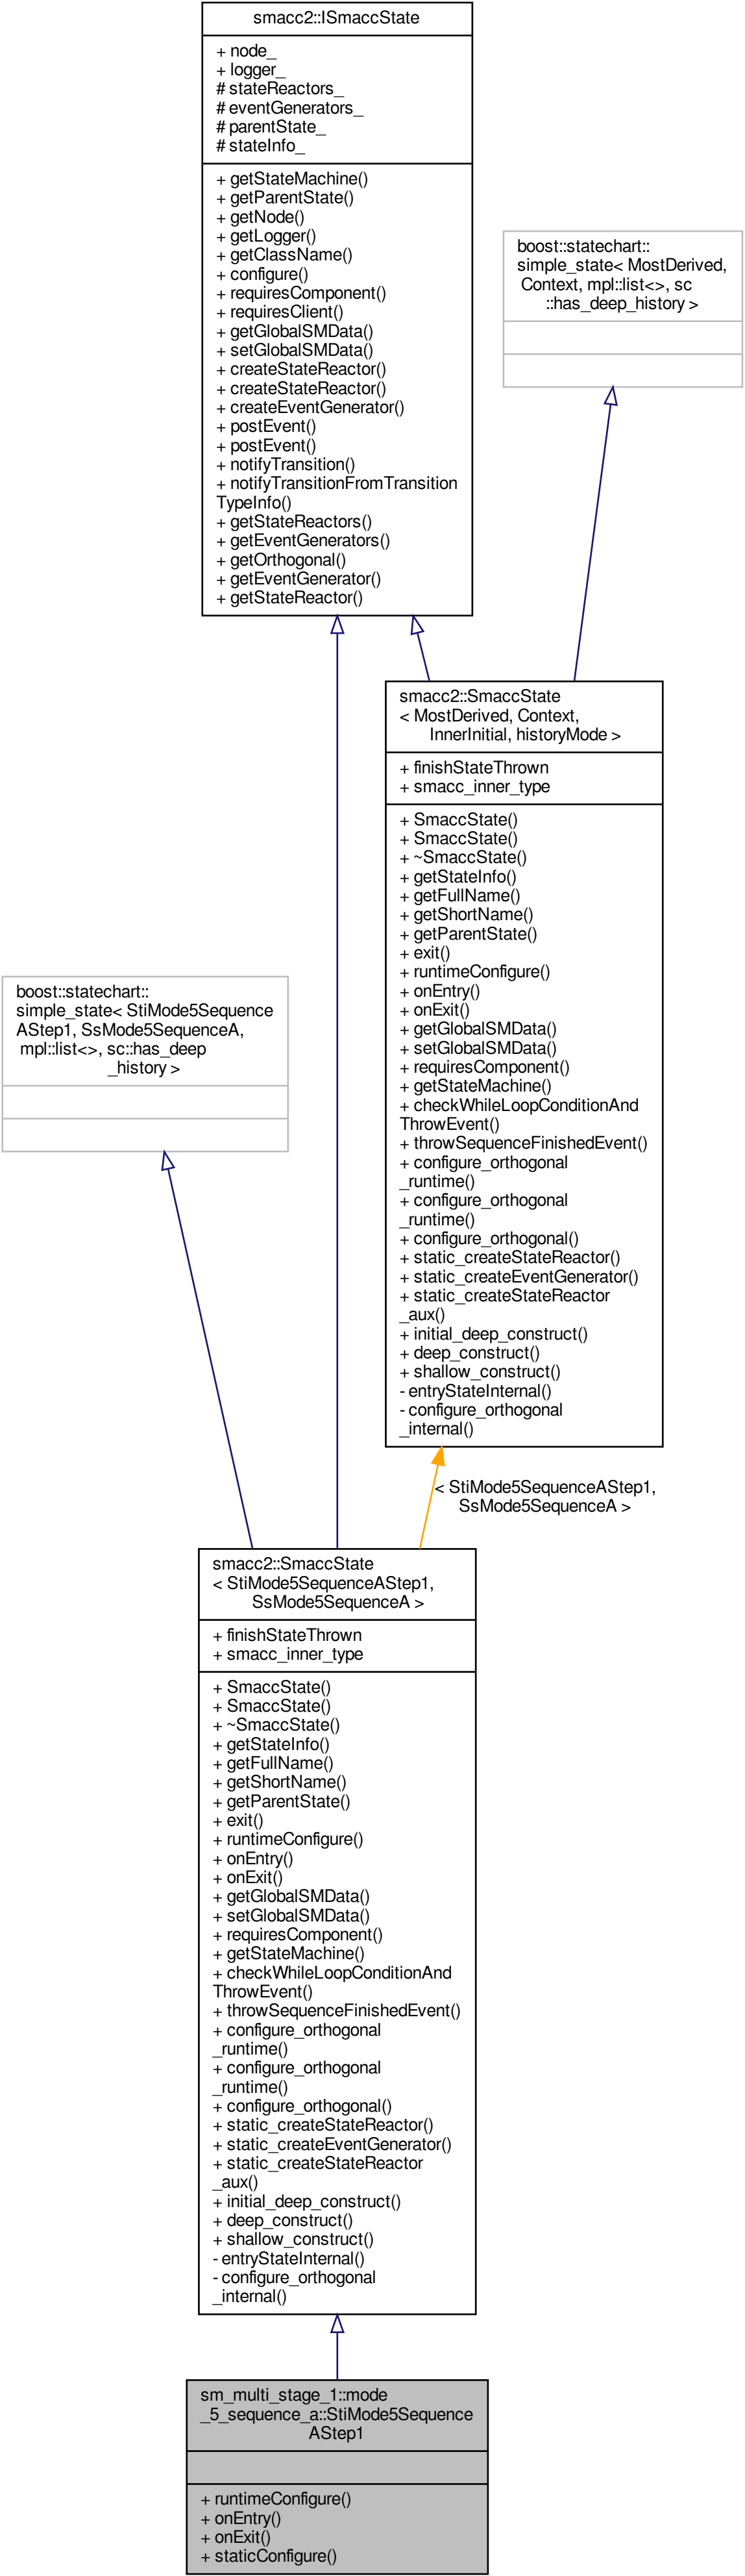 smacc2::ISmaccState
+ node_
+ logger_
# stateReactors_
# eventGenerators_
# parentState_
# stateInfo_
+ getStateMachine()
+ getParentState()
+ getNode()
+ getLogger()
+ getClassName()
+ configure()
+ requiresComponent()
+ requiresClient()
+ getGlobalSMData()
+ setGlobalSMData()
+ createStateReactor()
+ createStateReactor()
+ createEventGenerator()
+ postEvent()
+ postEvent()
+ notifyTransition()
+ notifyTransitionFromTransition
TypeInfo()
+ getStateReactors()
+ getEventGenerators()
+ getOrthogonal()
+ getEventGenerator()
+ getStateReactor()
boost::statechart::
simple_state< MostDerived,
Context, mpl::list<>, sc
::has_deep_history >
smacc2::SmaccState
< MostDerived, Context,
InnerInitial, historyMode >
+ finishStateThrown
+ smacc_inner_type
+ SmaccState()
+ SmaccState()
+ ~SmaccState()
+ getStateInfo()
+ getFullName()
+ getShortName()
+ getParentState()
+ exit()
+ runtimeConfigure()
+ onEntry()
+ onExit()
+ getGlobalSMData()
+ setGlobalSMData()
+ requiresComponent()
+ getStateMachine()
+ checkWhileLoopConditionAnd
ThrowEvent()
+ throwSequenceFinishedEvent()
+ configure_orthogonal
_runtime()
+ configure_orthogonal
_runtime()
+ configure_orthogonal()
+ static_createStateReactor()
+ static_createEventGenerator()
+ static_createStateReactor
_aux()
+ initial_deep_construct()
+ deep_construct()
+ shallow_construct()
- entryStateInternal()
- configure_orthogonal
_internal()
boost::statechart::
simple_state< StiMode5Sequence
AStep1, SsMode5SequenceA,
mpl::list<>, sc::has_deep
_history >
< StiMode5SequenceAStep1,
SsMode5SequenceA >
smacc2::SmaccState
< StiMode5SequenceAStep1,
SsMode5SequenceA >
+ finishStateThrown
+ smacc_inner_type
+ SmaccState()
+ SmaccState()
+ ~SmaccState()
+ getStateInfo()
+ getFullName()
+ getShortName()
+ getParentState()
+ exit()
+ runtimeConfigure()
+ onEntry()
+ onExit()
+ getGlobalSMData()
+ setGlobalSMData()
+ requiresComponent()
+ getStateMachine()
+ checkWhileLoopConditionAnd
ThrowEvent()
+ throwSequenceFinishedEvent()
+ configure_orthogonal
_runtime()
+ configure_orthogonal
_runtime()
+ configure_orthogonal()
+ static_createStateReactor()
+ static_createEventGenerator()
+ static_createStateReactor
_aux()
+ initial_deep_construct()
+ deep_construct()
+ shallow_construct()
- entryStateInternal()
- configure_orthogonal
_internal()
sm_multi_stage_1::mode
_5_sequence_a::StiMode5Sequence
AStep1
+ runtimeConfigure()
+ onEntry()
+ onExit()
+ staticConfigure()